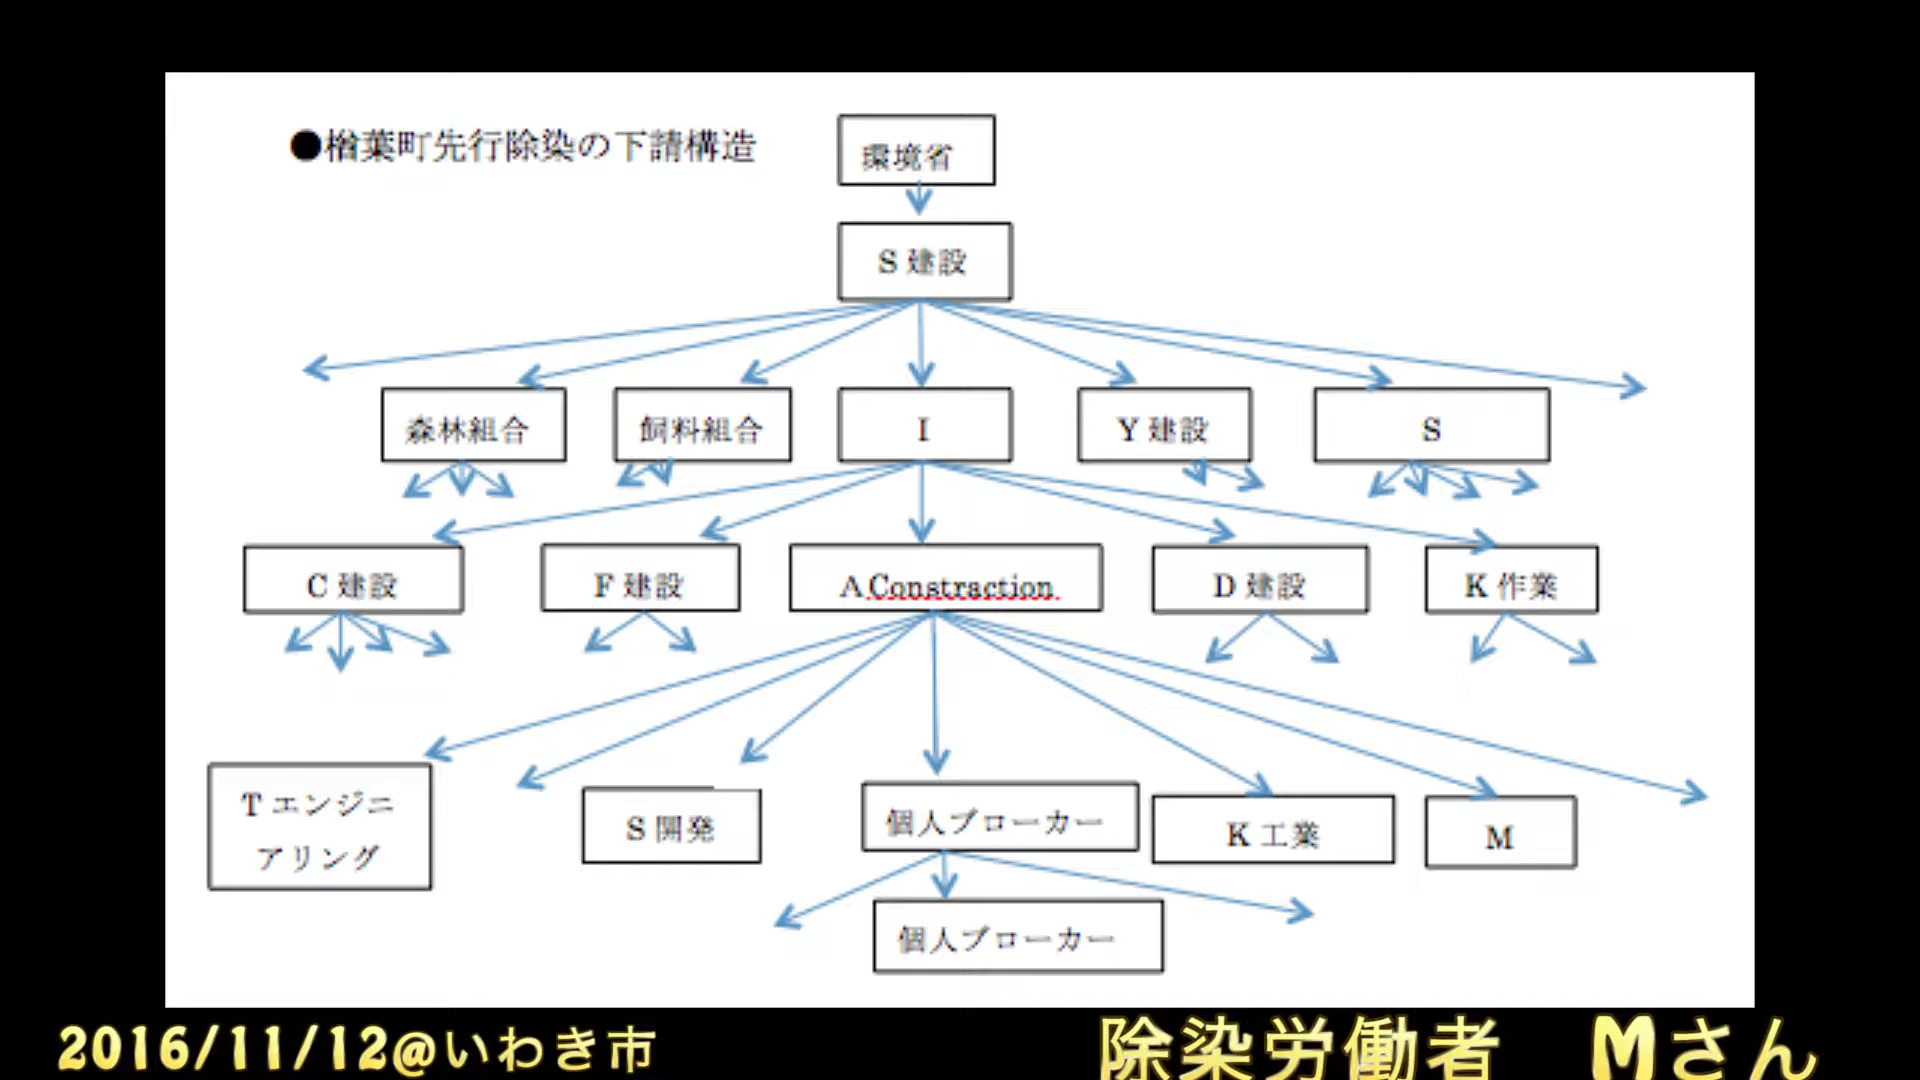 ●楢葉町先行除染の下請構造
環境省
S 建設
森林組合
飼料組合
I
Y 建設
S
C 建設
F 建設
A Constraction
D 建設
K 作業
T エンジニ
アリング
S 開発
個人ブローカー
K 工業
M
個人ブローカー
2016/11/12@いわき市
除染労働者 Mさん